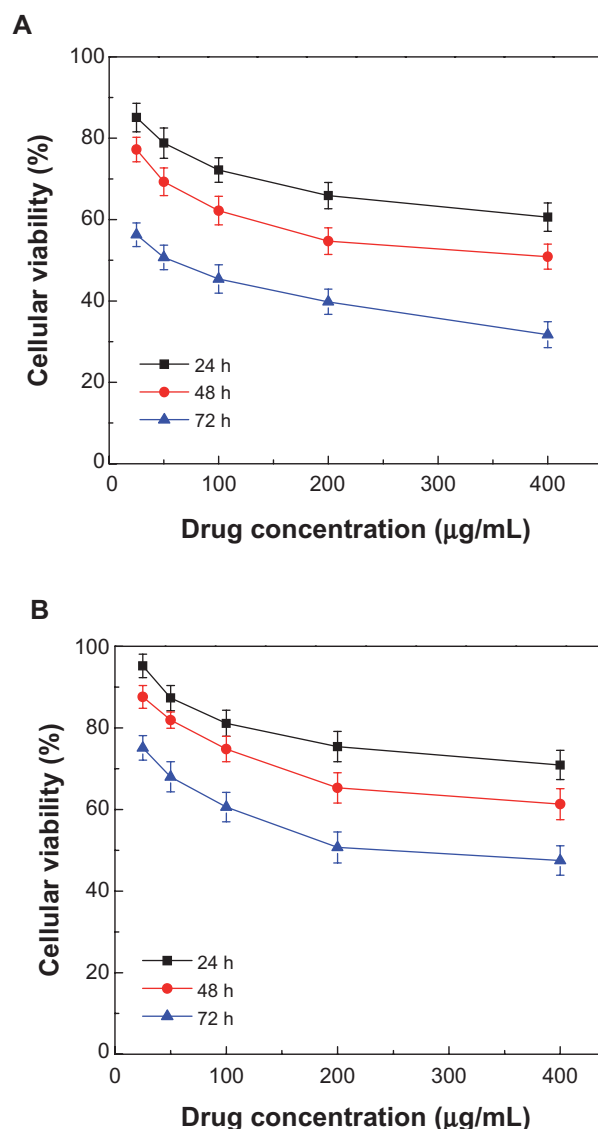 A
100
80
60
40
20
0
Cellular viability (%)
24 h
48 h
72 h
0 100 200 300 400
Drug concentration (μg/mL)
B
100
80
60
40
20
0
Cellular viability (%)
24 h
48 h
72 h
0 100 200 300 400
Drug concentration (μg/mL)